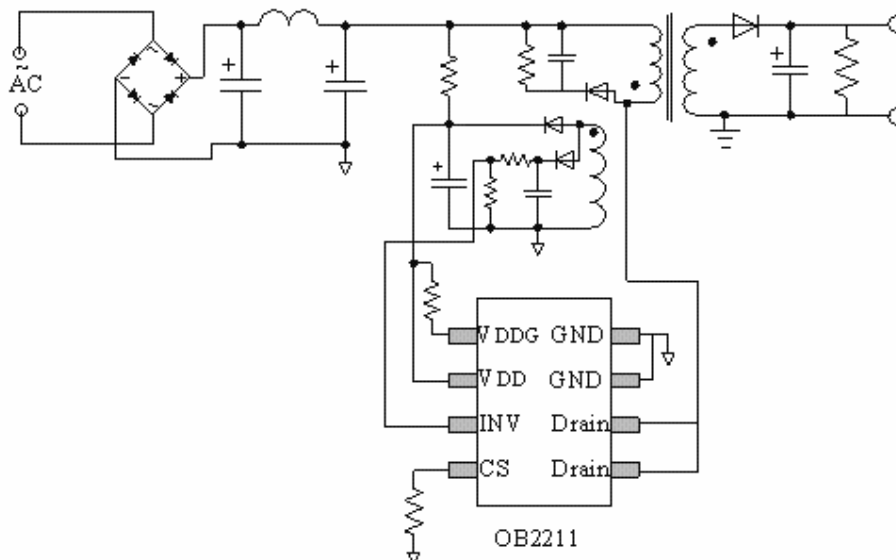 ~
AC
+
+
+
+
VDDG GND
VDD GND
INV Drain
CS Drain
OB2211